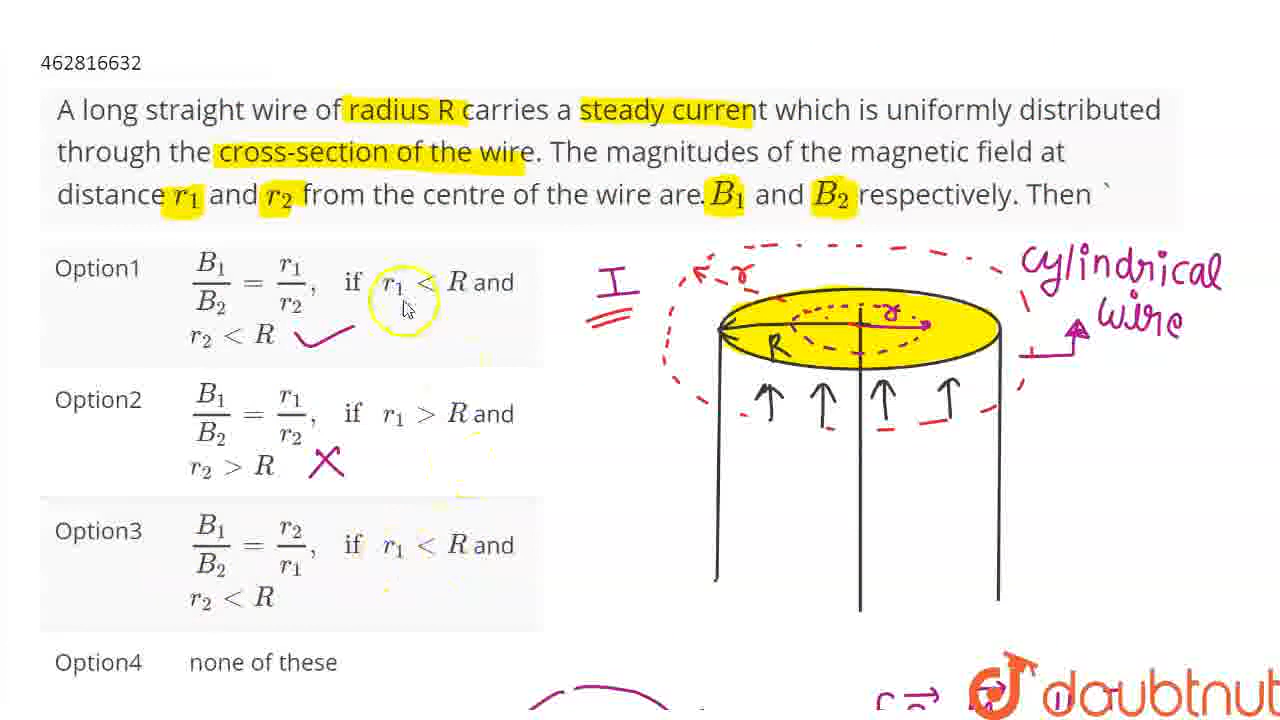 462816632
A long straight wire of radius R carries a steady current which is uniformly distributed
through the cross-section of the wire. The magnitudes of the magnetic field at
distance r₁ and r₂ from the centre of the wire are. B₁ and B₂ respectively. Then `
Option1 B₁/B₂ = r₁/r₂, if r₁ < R and
r₂ < R
Option2 B₁/B₂ = r₁/r₂, if r₁ > R and
r₂ > R
Option3 B₁/B₂ = r₂/r₁, if r₁ < R and
r₂ < R
Option4 none of these
I
r
cylindrical
wire
r
R
doubtnut